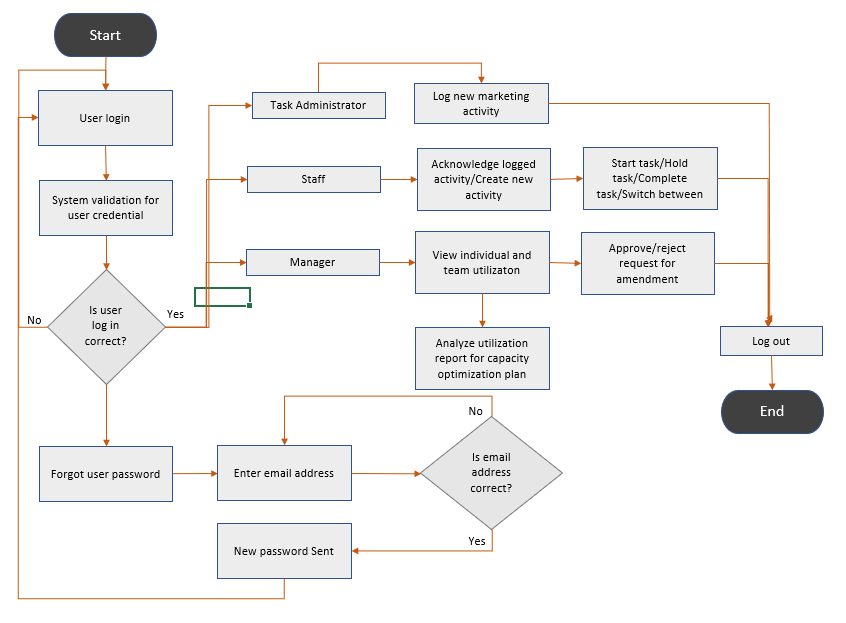 Start
User login
System validation for
user credential
Is user
log in
correct?
No
Yes
Task Administrator
Log new marketing
activity
Staff
Acknowledge logged
activity/Create new
activity
Start task/Hold
task/Complete
task/Switch between
Manager
View individual and
team utilizaton
Approve/reject
request for
amendment
Analyze utilization
report for capacity
optimization plan
Log out
End
Forgot user password
Enter email address
Is email
address
correct?
No
Yes
New password Sent